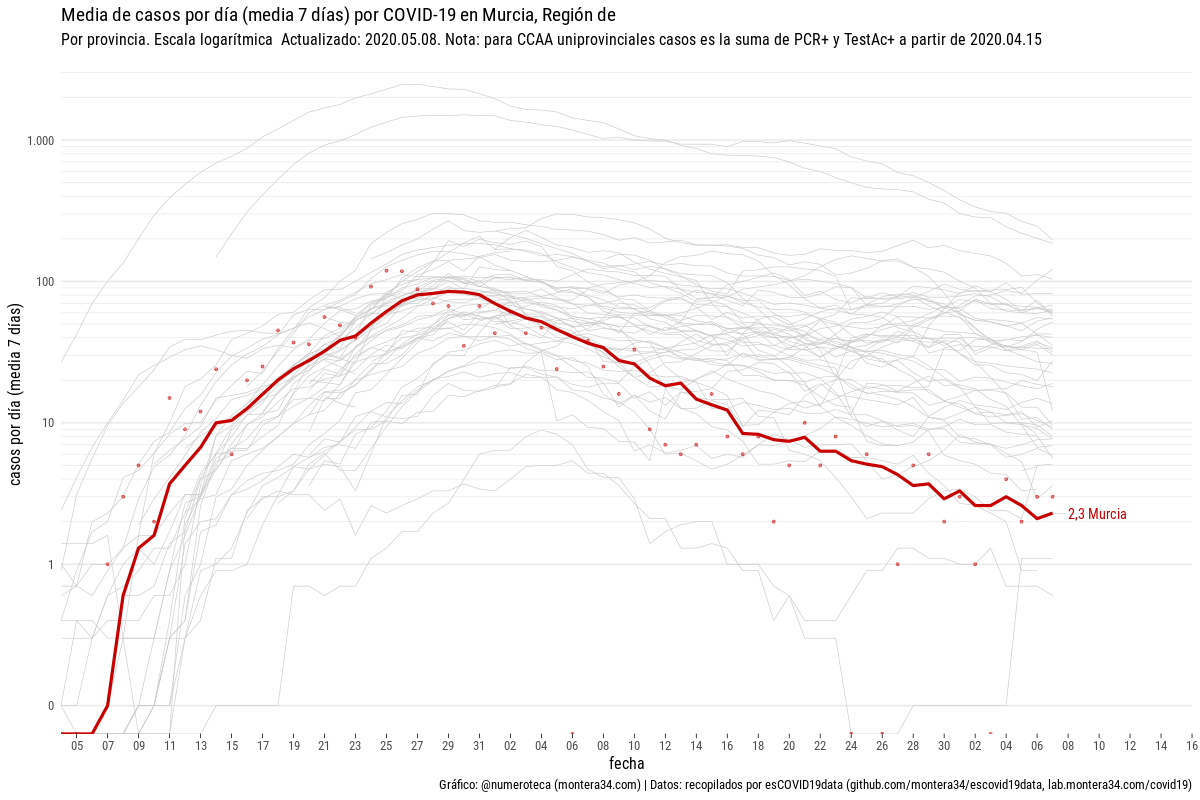 Media de casos por día (media 7 días) por COVID-19 en Murcia, Región de
Por provincia. Escala logarítmica  Actualizado: 2020.05.08. Nota: para CCAA uniprovinciales casos es la suma de PCR+ y TestAc+ a partir de 2020.04.15
casos por día (media 7 días)
1.000
100
10
1
0
2,3 Murcia
05 07 09 11 13 15 17 19 21 23 25 27 29 31 02 04 06 08 10 12 14 16 18 20 22 24 26 28 30 02 04 06 08 10 12 14 16
fecha
Gráfico: @numeroteca (montera34.com) | Datos: recopilados por esCOVID19data (github.com/montera34/escovid19data, lab.montera34.com/covid19)